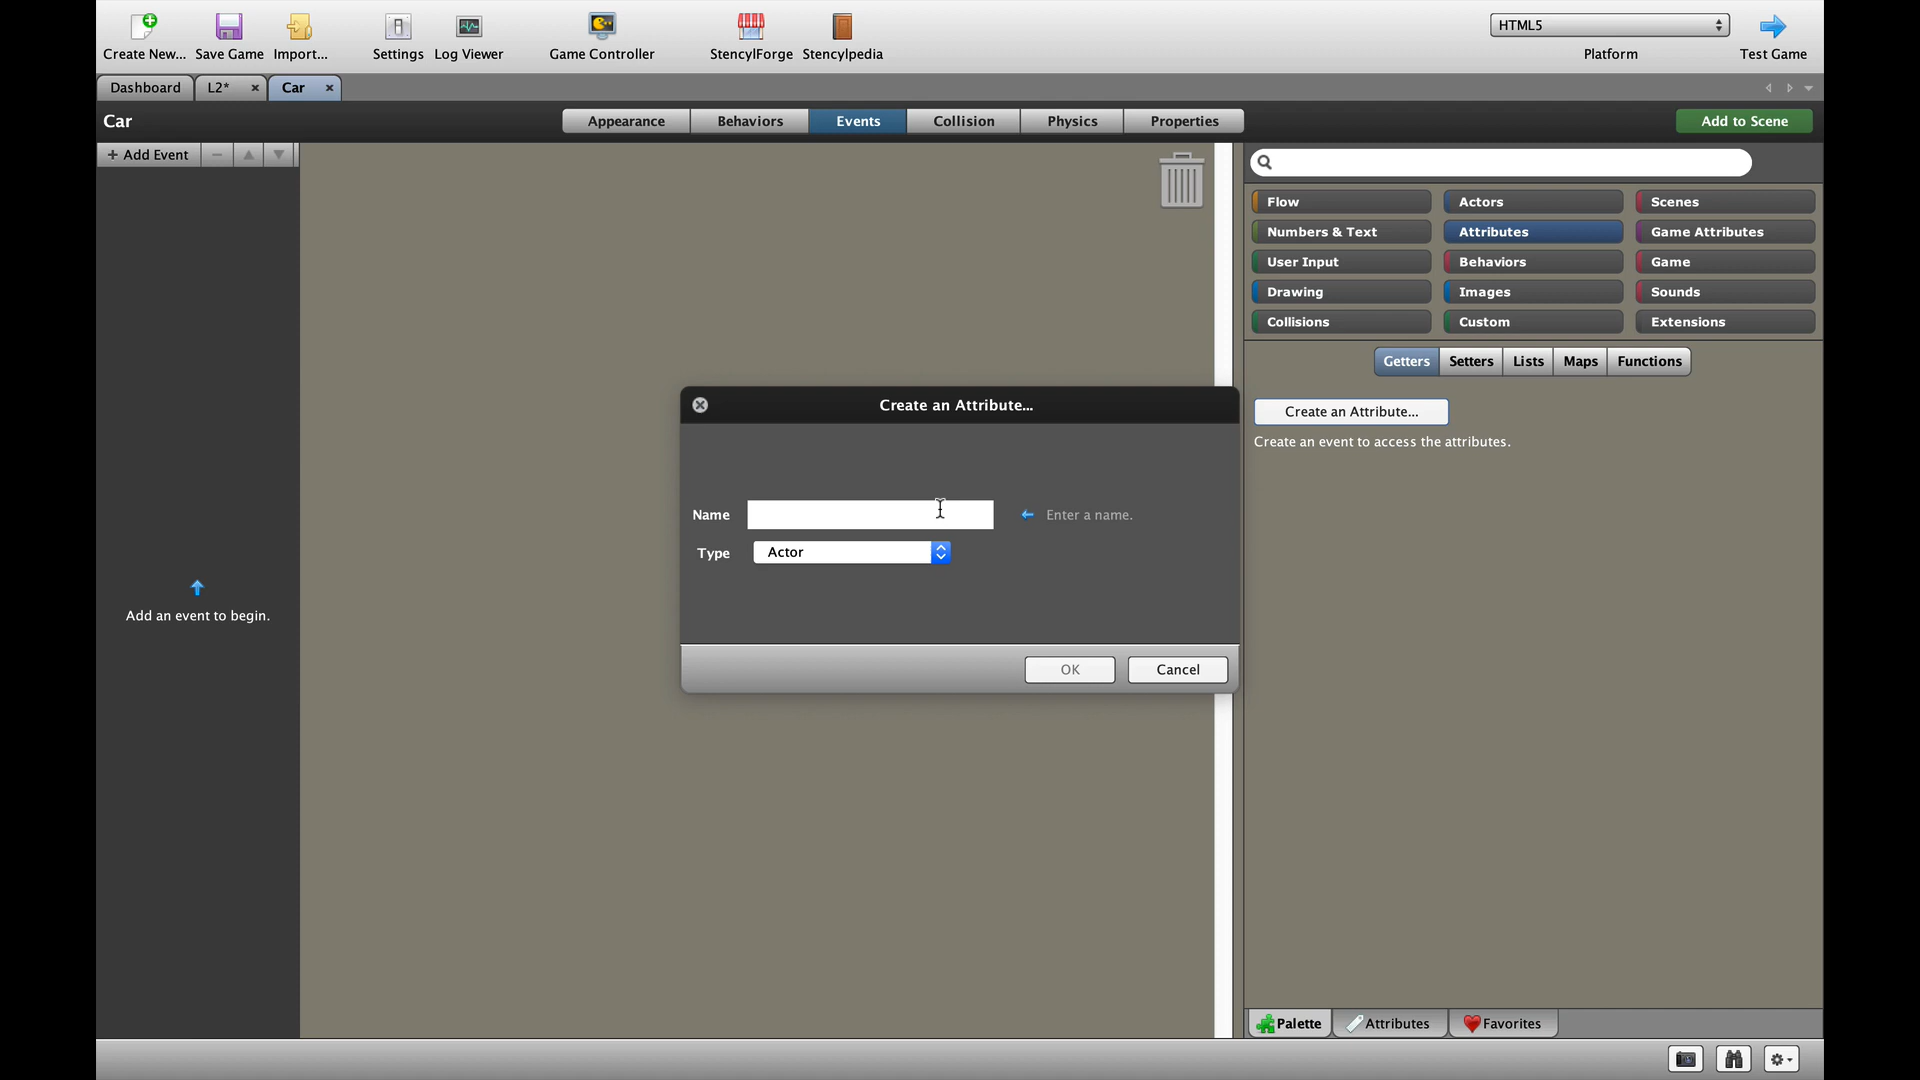 Create New... Save Game Import... Settings Log Viewer Game Controller StencylForge Stencylpedia
HTML5
Platform
Test Game
Dashboard L2* Car
Car
Appearance Behaviors Events Collision Physics Properties
Add to Scene
+ Add Event
Add an event to begin.
Flow Actors Scenes
Numbers & Text Attributes Game Attributes
User Input Behaviors Game
Drawing Images Sounds
Collisions Custom Extensions
Getters Setters Lists Maps Functions
Create an Attribute...
Create an event to access the attributes.
Create an Attribute...
Name Enter a name.
Type Actor
OK Cancel
Palette Attributes Favorites